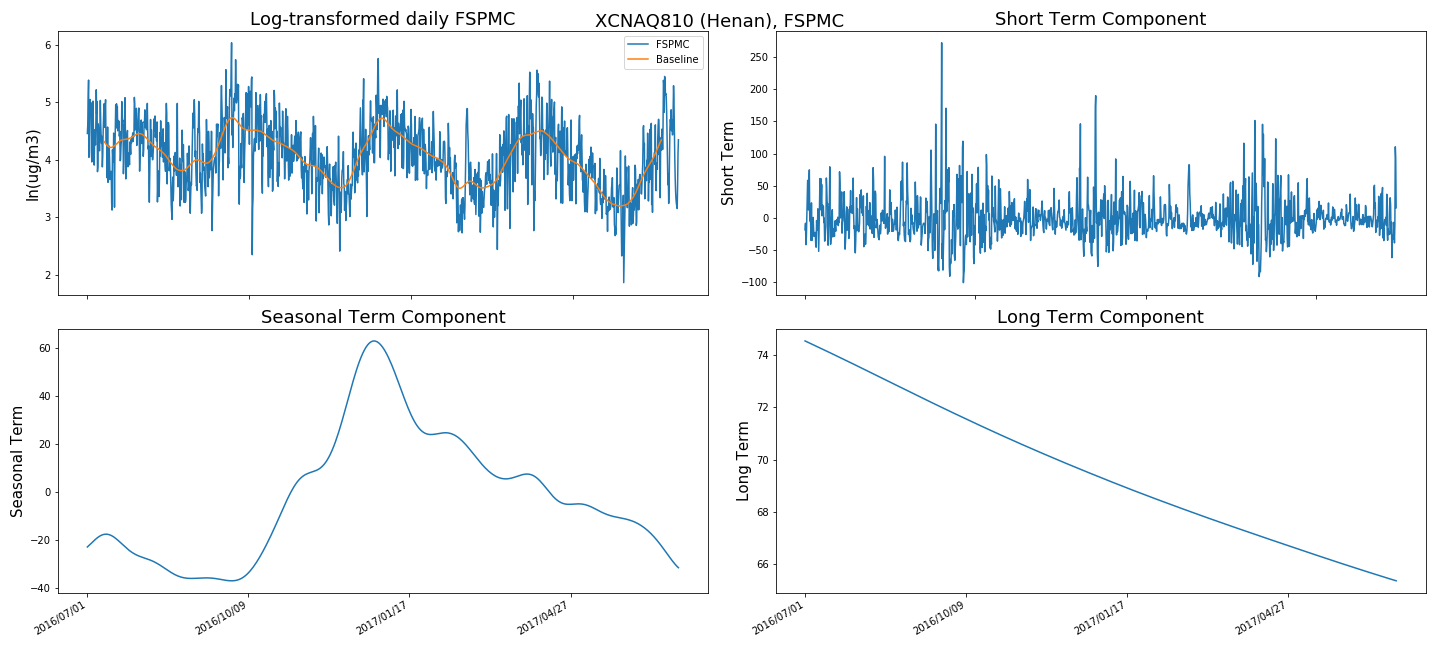 XCNAQ810 (Henan), FSPMC
Log-transformed daily FSPMC
ln(ug/m3)
6
5
4
3
2
FSPMC
Baseline
Short Term Component
Short Term
250
200
150
100
50
0
−50
−100
Seasonal Term Component
Seasonal Term
60
40
20
0
−20
−40
2016/07/01
2016/10/09
2017/01/17
2017/04/27
Long Term Component
Long Term
74
72
70
68
66
2016/07/01
2016/10/09
2017/01/17
2017/04/27